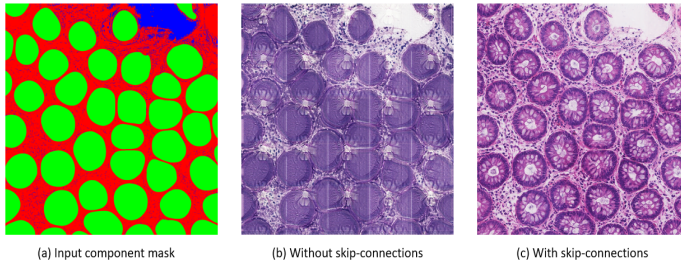 (a) Input component mask
(b) Without skip-connections
(c) With skip-connections